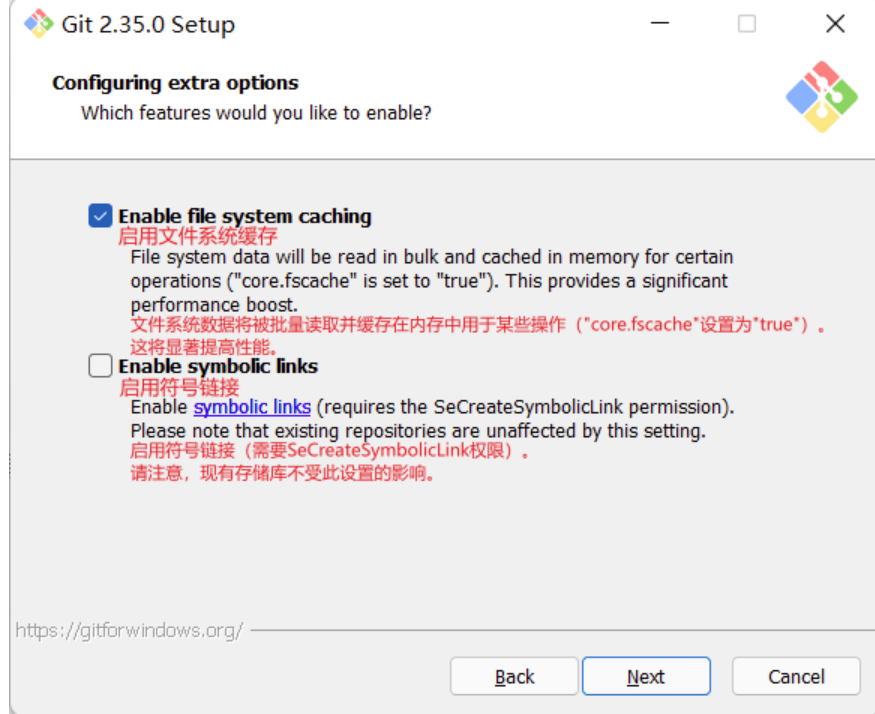 Git 2.35.0 Setup
Configuring extra options
Which features would you like to enable?
Enable file system caching
启用文件系统缓存
File system data will be read in bulk and cached in memory for certain
operations ("core.fscache" is set to "true"). This provides a significant
performance boost.
文件系统数据将被批量读取并缓存在内存中用于某些操作（"core.fscache"设置为"true"）。
这将显著提高性能。
Enable symbolic links
启用符号链接
Enable symbolic links (requires the SeCreateSymbolicLink permission).
Please note that existing repositories are unaffected by this setting.
启用符号链接（需要SeCreateSymbolicLink权限）。
请注意，现有存储库不受此设置的影响。
https://gitforwindows.org/
Back
Next
Cancel